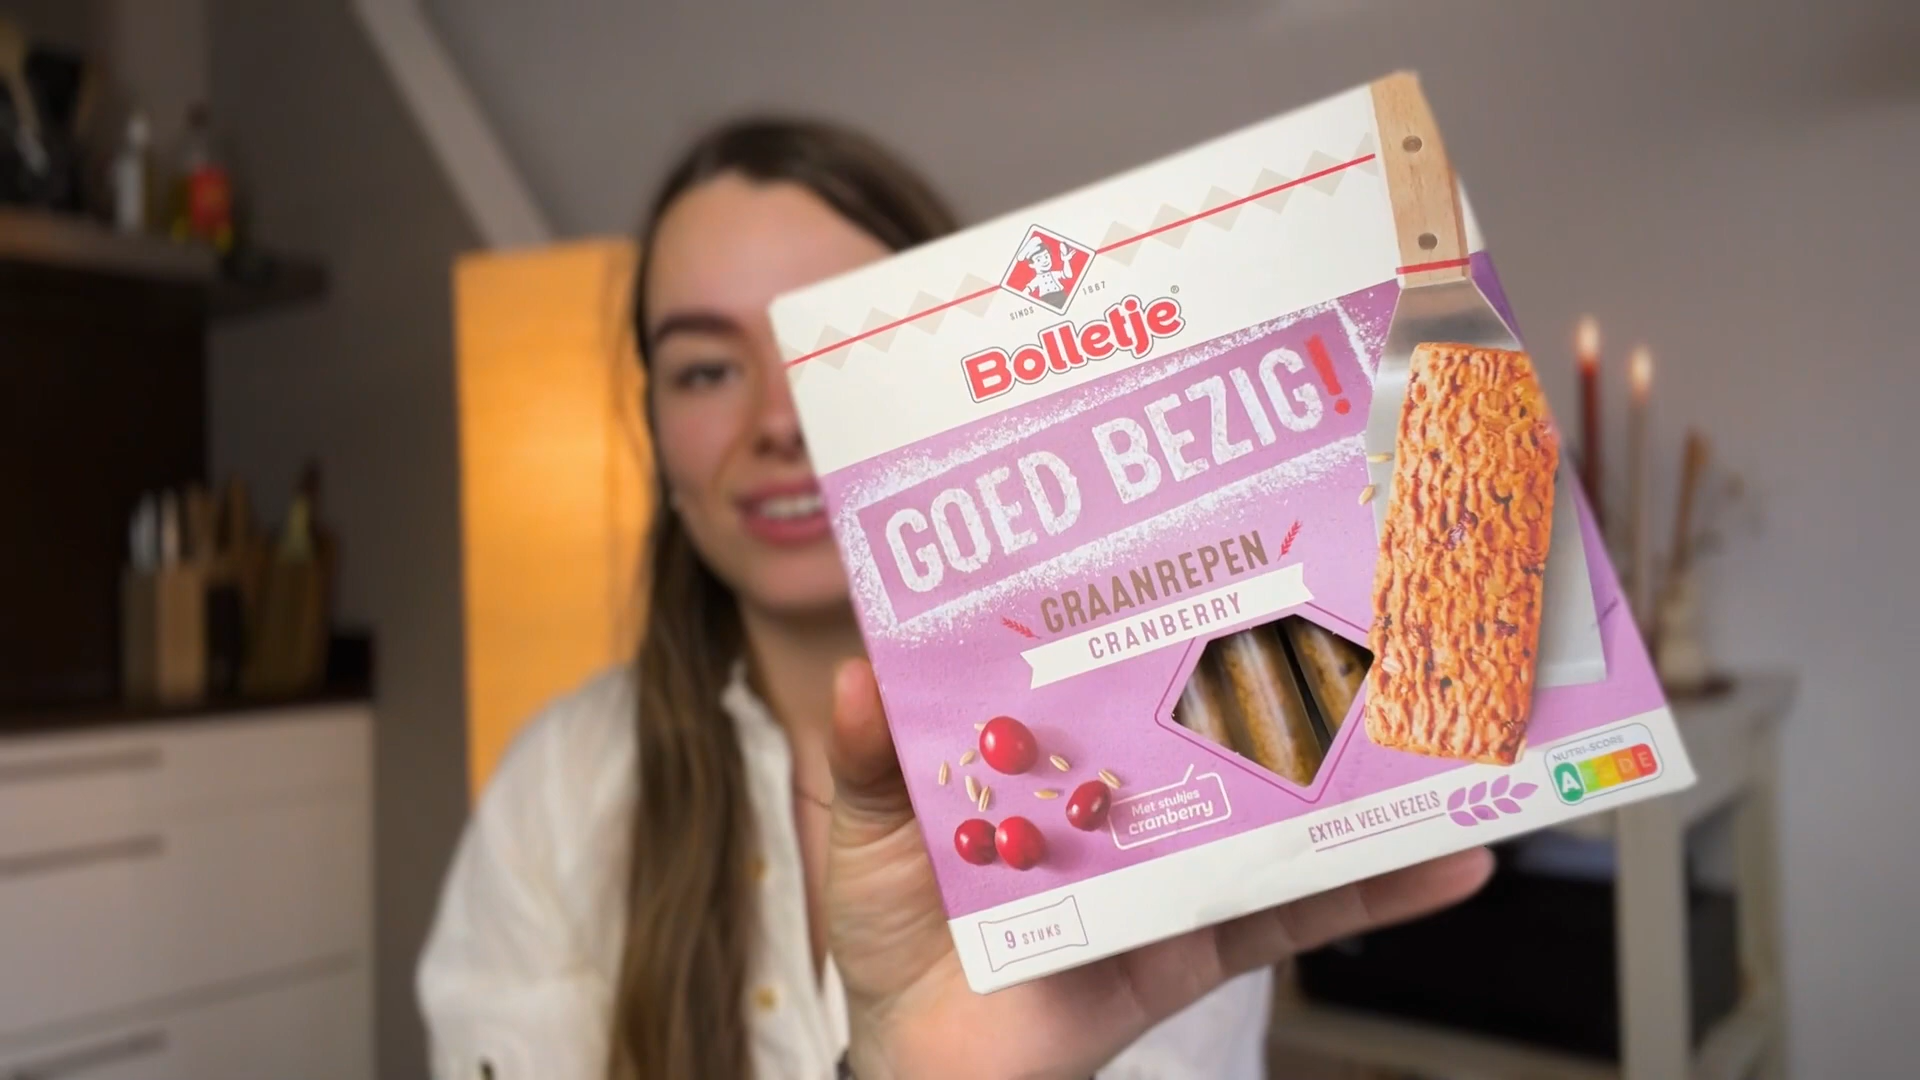 SINDS 1867
Bolletje®
GOED BEZIG!
GRAANREPEN
CRANBERRY
Met stukjes
cranberry
EXTRA VEEL VEZELS
NUTRI-SCORE
A D E
9 STUKS